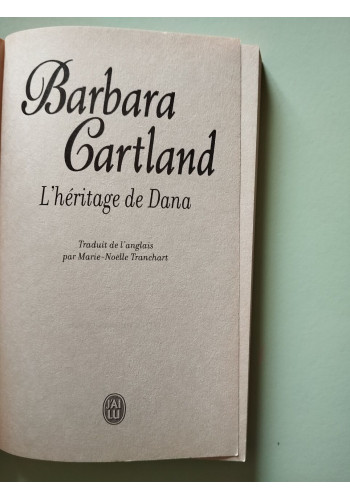 Barbara
Cartland
L'héritage de Dana
Traduit de l'anglais
par Marie-Noëlle Tranchart
J'AI
LU